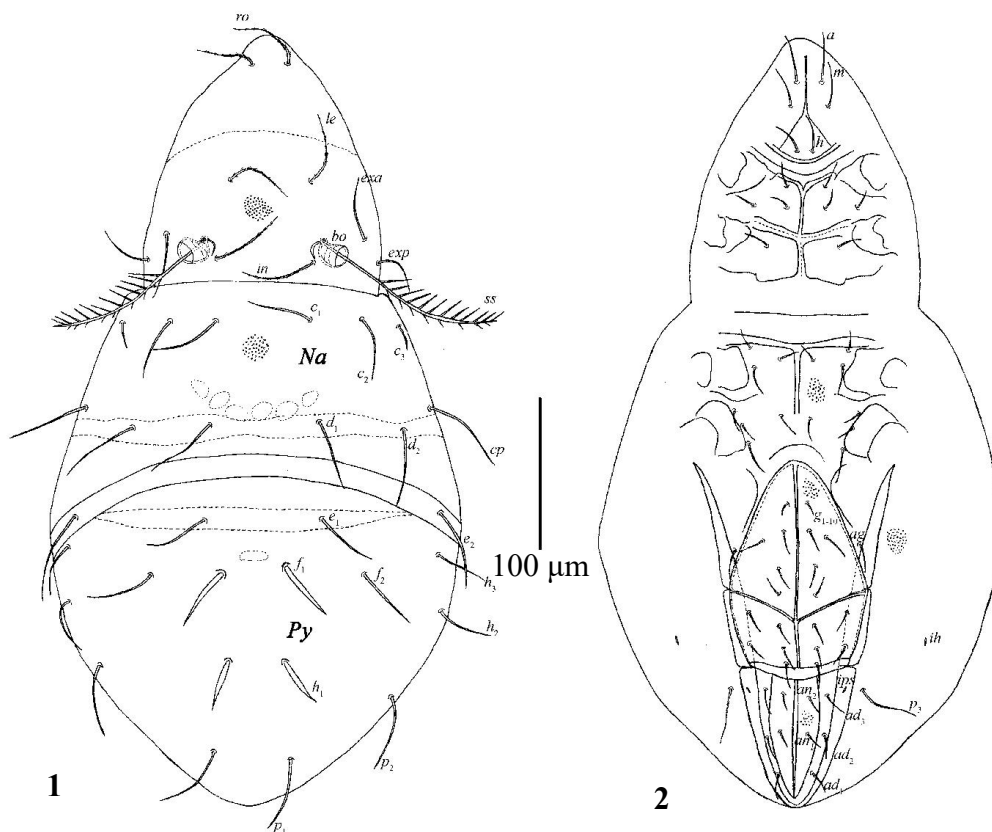 ro
le
exa
bo
in
exp
ss
c₁
c₂
c₃
Na
d₁
d₂
cp
e₁
e₂
f₁
f₂
h₃
h₂
Py
h₁
p₂
p₁
1
100 μm
a
m
h
g₁₋₁₀
ag
ih
an₂
ips
ad₃
p₃
an₁
ad₂
ad₁
2